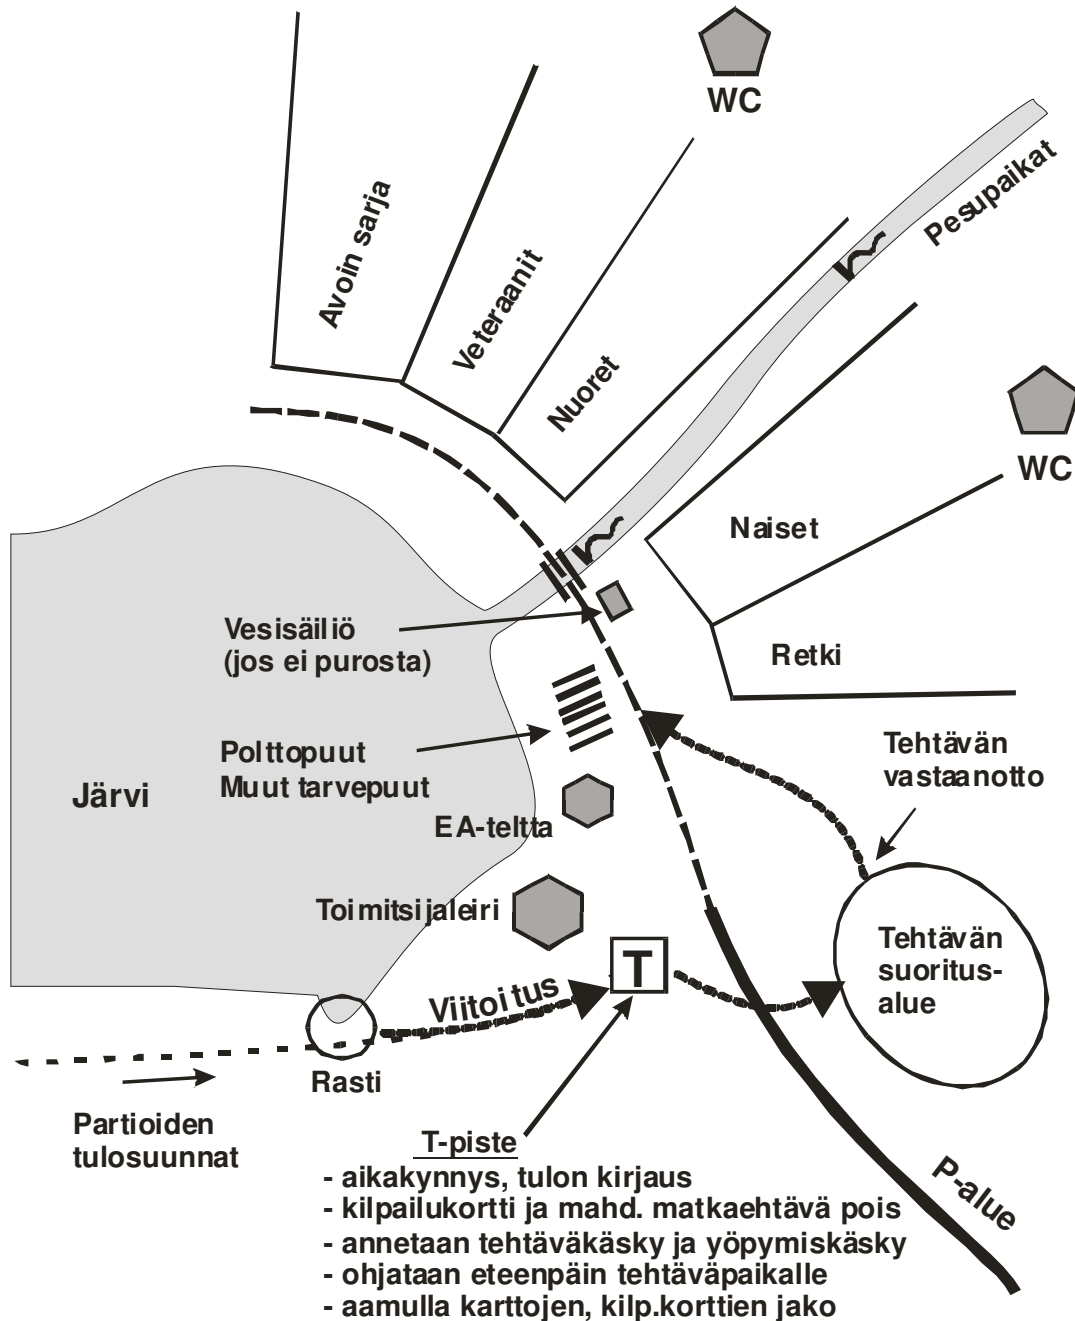 WC
Pesupaikat
Avoin sarja
Veteraanit
Nuoret
WC
Naiset
Retki
Vesisäiliö
(jos ei purosta)
Polttopuut
Muut tarvepuut
Järvi
EA-teltta
Tehtävän
vastaanotto
Toimitsijaleiri
T
Tehtävän
suoritus-
alue
Viitoitus
Rasti
Partioiden
tulosuunnat
P-alue
T-piste
- aikakynnys, tulon kirjaus
- kilpailukortti ja mahd. matkaehtävä pois
- annetaan tehtäväkäsky ja yöpymiskäsky
- ohjataan eteenpäin tehtäväpaikalle
- aamulla karttojen, kilp.korttien jako